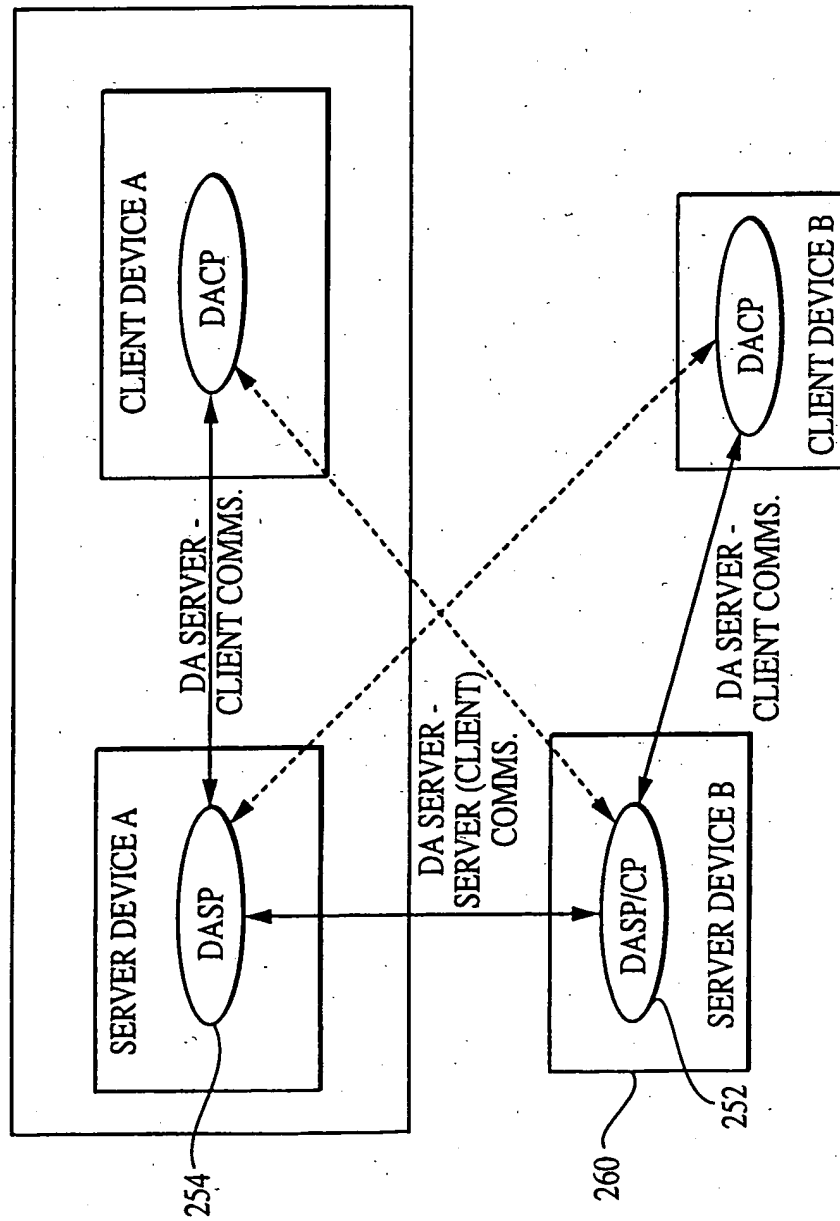 SERVER DEVICE A
DASP
254
DA SERVER -
CLIENT COMMS.
CLIENT DEVICE A
DACP
DA SERVER -
SERVER (CLIENT)
COMMS.
DASP/CP
SERVER DEVICE B
260
252
DA SERVER -
CLIENT COMMS.
DACP
CLIENT DEVICE B